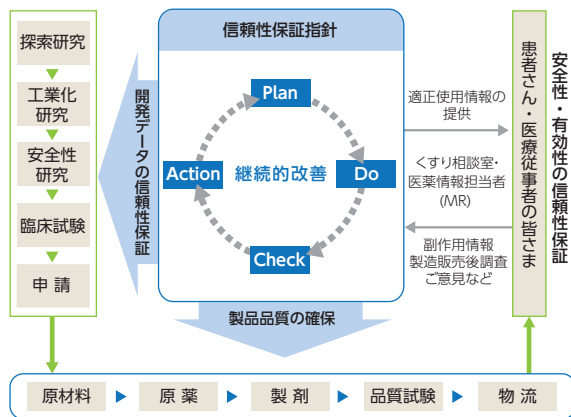 探索研究
工業化
研究
安全性
研究
臨床試験
申請
開発データの信頼性保証
信頼性保証指針
Plan
Do
Check
Action
継続的改善
製品品質の確保
適正使用情報の
提供
くすり相談室・
医薬情報担当者
(MR)
副作用情報
製造販売後調査
ご意見など
患者さん・医療従事者の皆さま
安全性・有効性の信頼性保証
原材料
原薬
製剤
品質試験
物流